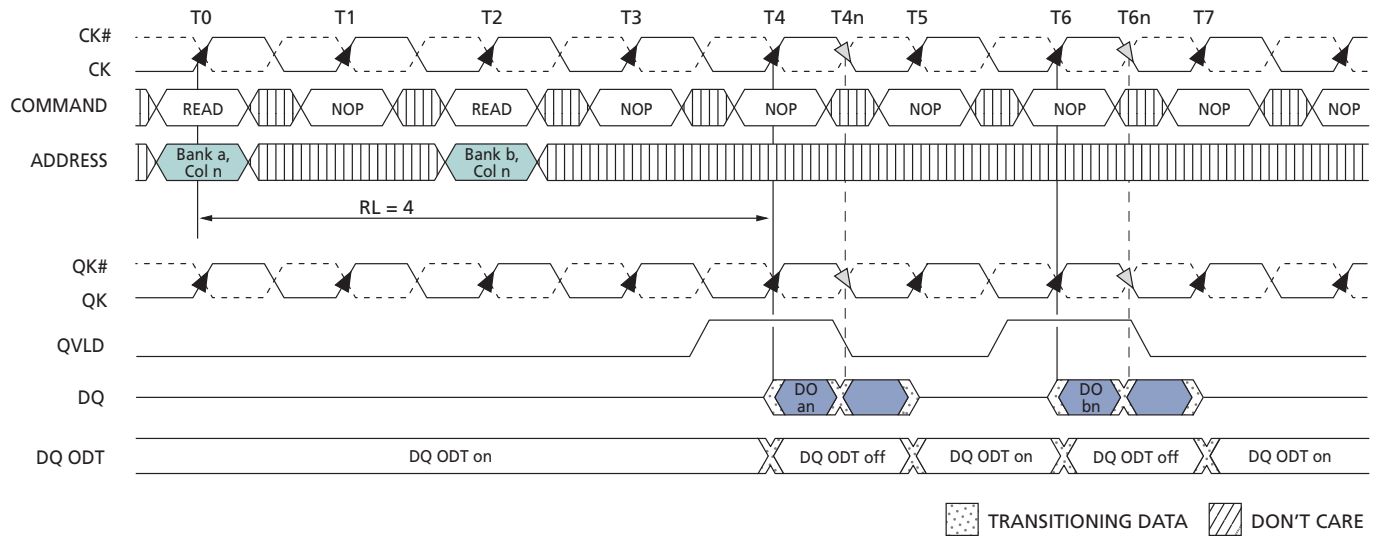 T0 T1 T2 T3 T4 T4n T5 T6 T6n T7
CK#
CK
COMMAND READ NOP READ NOP NOP NOP NOP NOP NOP
ADDRESS Bank a, Col n Bank b, Col n
RL = 4
QK#
QK
QVLD
DQ DO an DO bn
DQ ODT DQ ODT on DQ ODT off DQ ODT on DQ ODT off DQ ODT on
TRANSITIONING DATA DON'T CARE